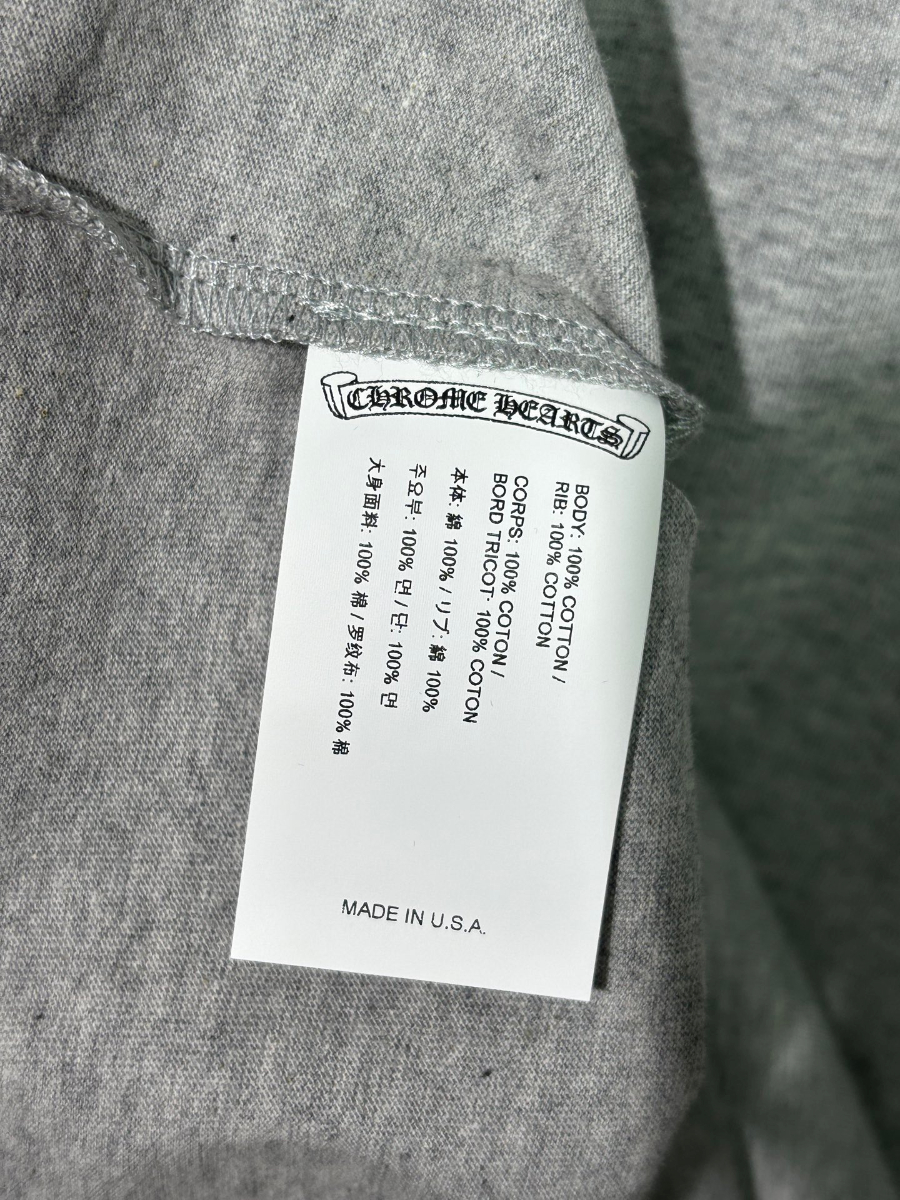 CHROME HEARTS
BODY: 100% COTTON /
RIB: 100% COTTON
CORPS: 100% COTON /
BORD TRICOT: 100% COTON
本体: 綿 100% / リブ: 綿 100%
주요부: 100% 면 / 단: 100% 면
大身面料: 100% 棉 / 罗纹布: 100% 棉
MADE IN U.S.A.